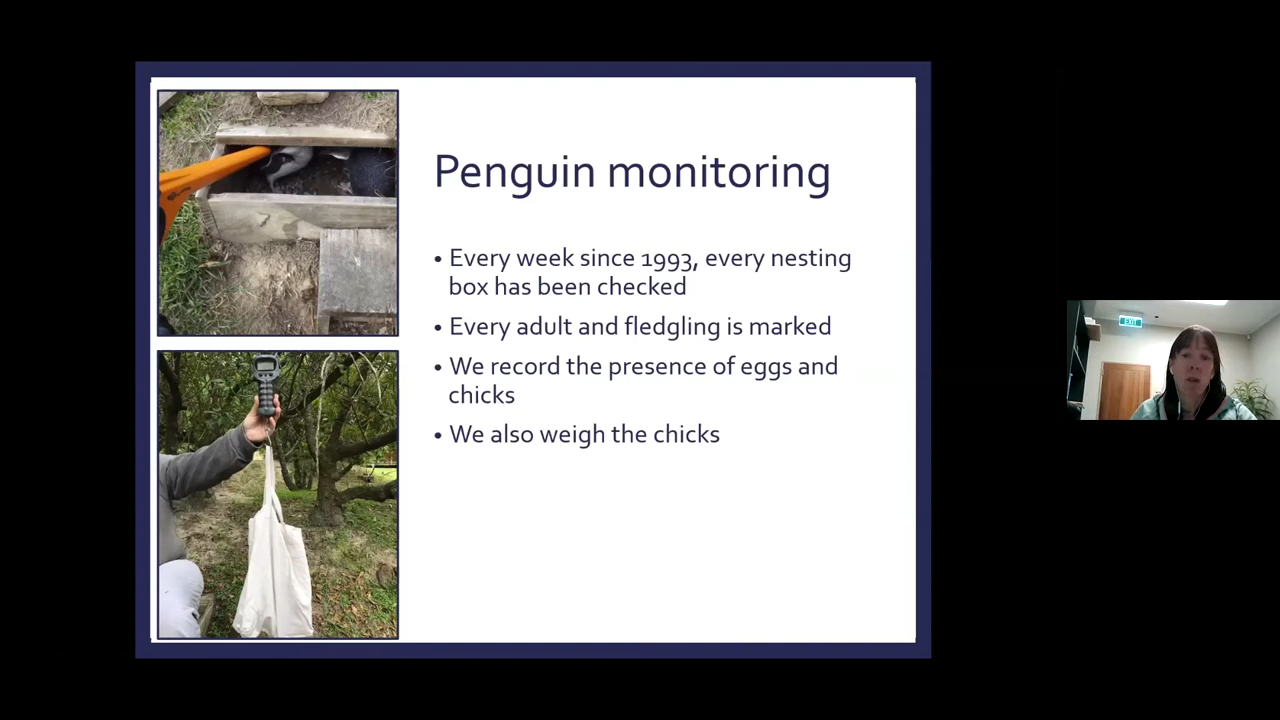 Penguin monitoring
• Every week since 1993, every nesting
box has been checked
• Every adult and fledgling is marked
• We record the presence of eggs and
chicks
• We also weigh the chicks
EXIT